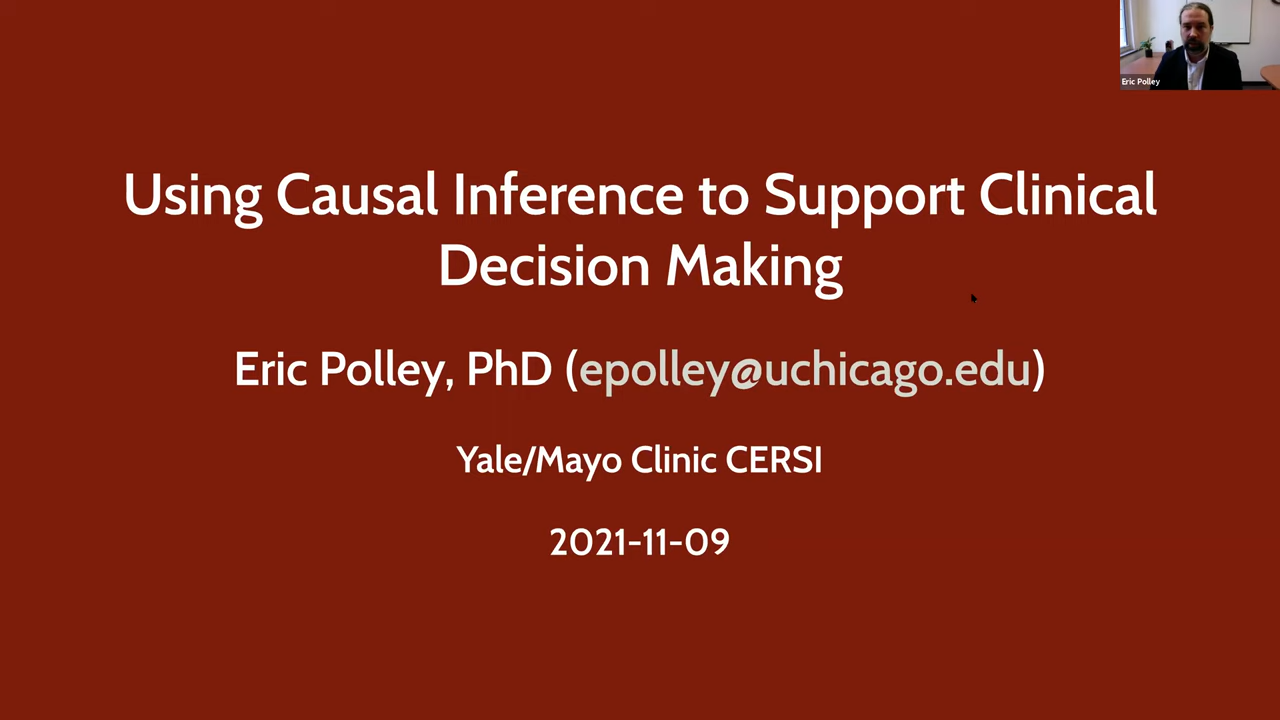 Eric Polley
Using Causal Inference to Support Clinical
Decision Making
Eric Polley, PhD (epolley@uchicago.edu)
Yale/Mayo Clinic CERSI
2021-11-09